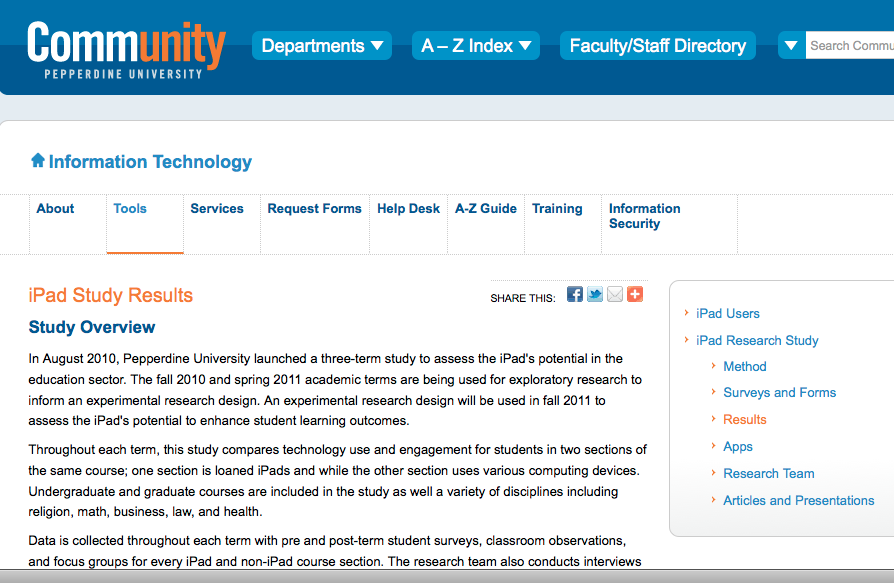 Community
PEPPERDINE UNIVERSITY
Departments
A – Z Index
Faculty/Staff Directory
Search Commu
Information Technology
About
Tools
Services
Request Forms
Help Desk
A-Z Guide
Training
Information
Security
iPad Study Results
SHARE THIS:
Study Overview
In August 2010, Pepperdine University launched a three-term study to assess the iPad's potential in the
education sector. The fall 2010 and spring 2011 academic terms are being used for exploratory research to
inform an experimental research design. An experimental research design will be used in fall 2011 to
assess the iPad's potential to enhance student learning outcomes.
Throughout each term, this study compares technology use and engagement for students in two sections of
the same course; one section is loaned iPads and while the other section uses various computing devices.
Undergraduate and graduate courses are included in the study as well a variety of disciplines including
religion, math, business, law, and health.
Data is collected throughout each term with pre and post-term student surveys, classroom observations,
and focus groups for every iPad and non-iPad course section. The research team also conducts interviews
iPad Users
iPad Research Study
Method
Surveys and Forms
Results
Apps
Research Team
Articles and Presentations